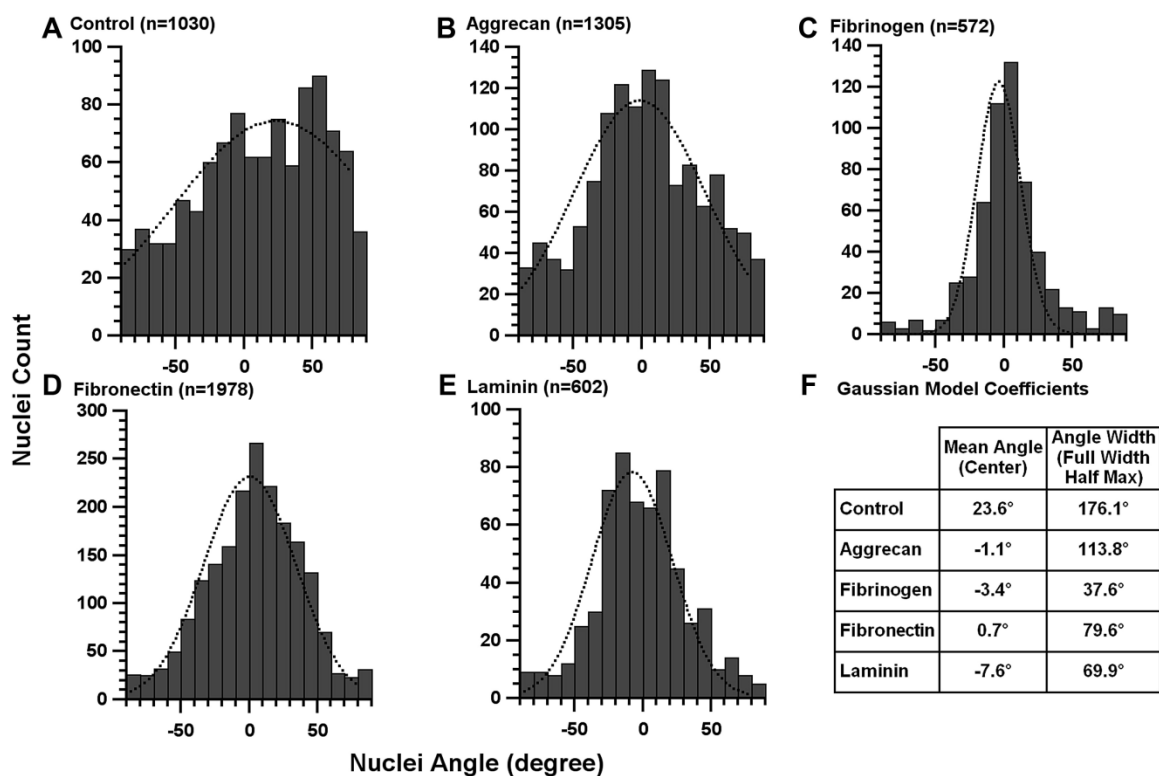 A Control (n=1030)
100
80
60
40
20
0
-50 0 50
B Aggrecan (n=1305)
140
120
100
80
60
40
20
0
-50 0 50
C Fibrinogen (n=572)
140
120
100
80
60
40
20
0
-50 0 50
Nuclei Count
D Fibronectin (n=1978)
300
250
200
150
100
50
0
-50 0 50
E Laminin (n=602)
100
80
60
40
20
0
-50 0 50
Nuclei Angle (degree)
F Gaussian Model Coefficients
Mean Angle (Center) Angle Width (Full Width Half Max)
Control 23.6° 176.1°
Aggrecan -1.1° 113.8°
Fibrinogen -3.4° 37.6°
Fibronectin 0.7° 79.6°
Laminin -7.6° 69.9°